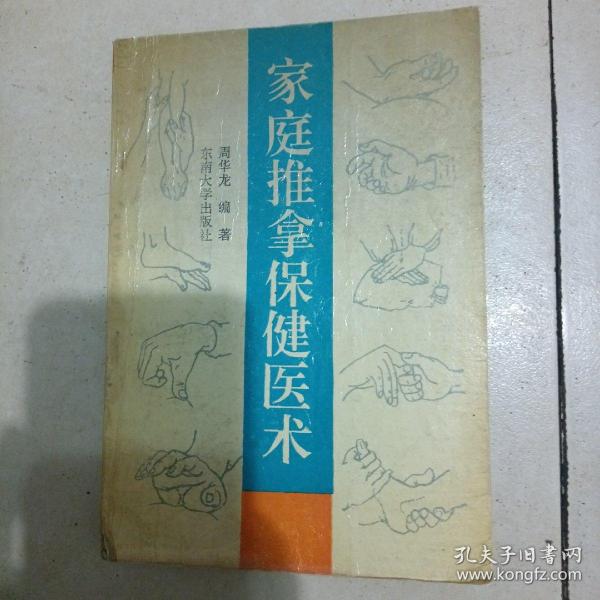 家庭推拿保健医术
周华龙 编著
东南大学出版社
孔夫子旧書网
www.kongfz.com